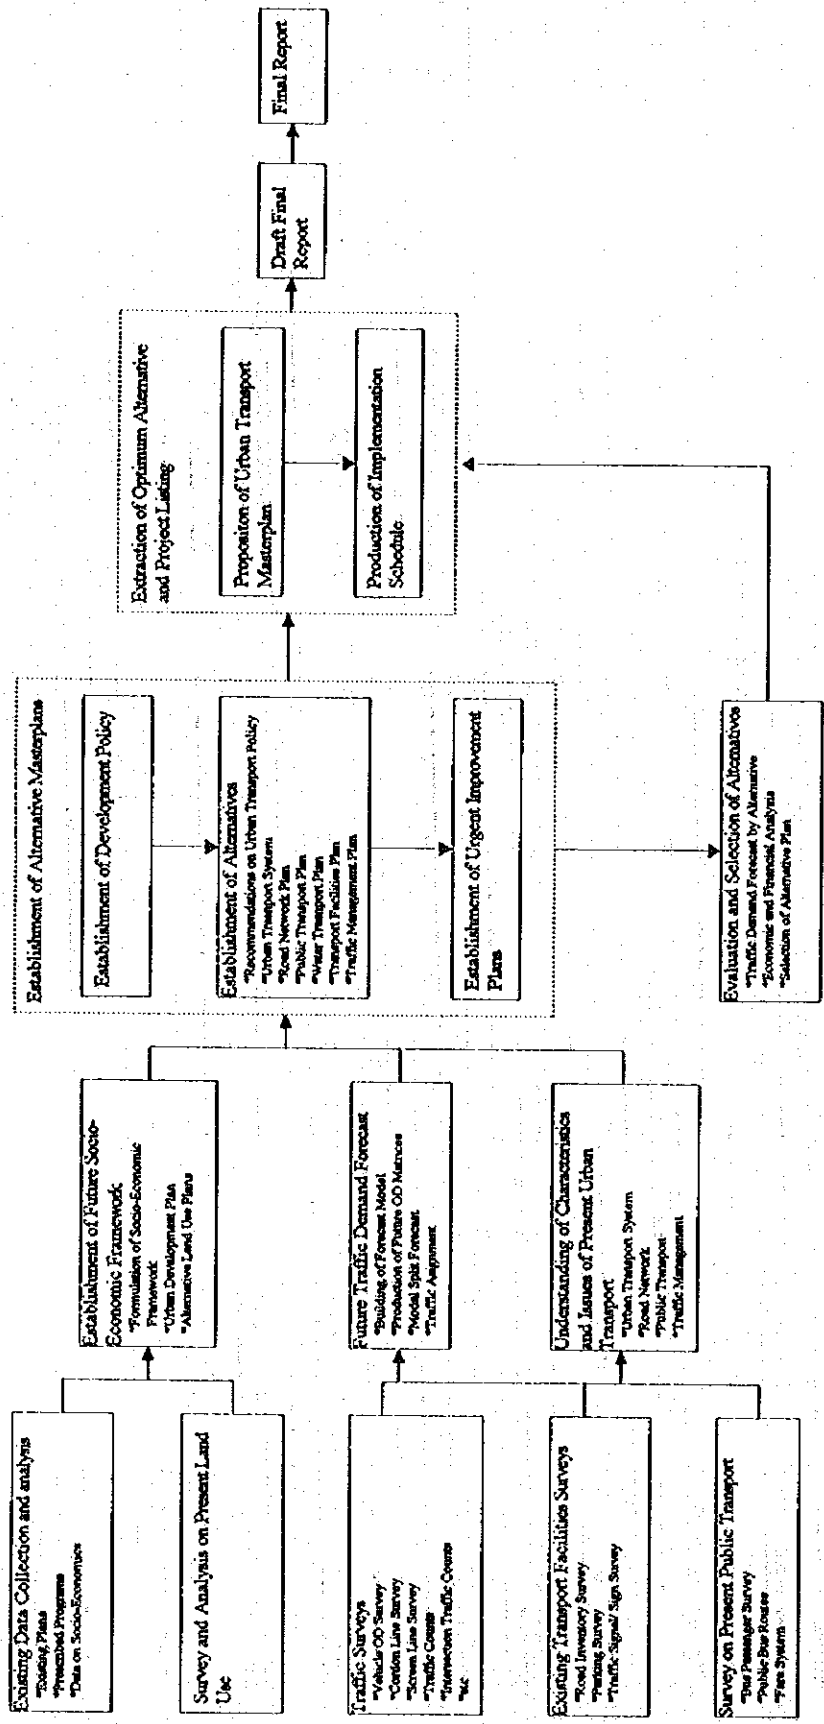 Existing Data Collection and analysis
*Existing Plans
*Prescribed Programs
*Data on Socio-Economics
Survey and Analysis on Present Land
Use
Traffic Surveys
*Vehicle OD Survey
*Cordon Line Survey
*Screen Line Survey
*Traffic Counts
*Intersection Traffic Counts
*etc
Existing Transport Facilities Surveys
*Road Inventory Survey
*Parking Survey
*Traffic Signal/ Sign Survey
Survey on Present Public Transport
*Bus Passenger Survey
*Public Bus Routes
*Fare System
Establishment of Future Socio-
Economic Framework
*Formulation of Socio-Economic
Framework
*Urban Development Plan
*Alternative Land Use Plans
Future Traffic Demand Forecast
*Building of Forecast Model
*Production of Future OD Matrices
*Modal Split Forecast
*Traffic Asignment
Understanding of Characteristics
and Issues of Present Urban
Transport
*Urban Transport System
*Road Network
*Public Transport
*Traffic Management
Establishment of Alternative Masterplans
Establishment of Development Policy
Establishment of Alternatives
*Recommendations on Urban Transport Policy
*Urban Transport System
*Road Network Plan
*Public Transport Plan
*Water Transport Plan
*Transport Facilities Plan
*Traffic Management Plan
Establishment of Urgent Improvement
Plans
Evaluation and Selection of Alternatives
*Traffic Demand Forecast by Alternative
*Economic and Financial Analysis
*Selection of Alternative Plan
Extraction of Optimum Alternative
and Project Listing
Propositon of Urban Transport
Masterplan
Production of Implementation
Schedule
Draft Final
Report
Final Report